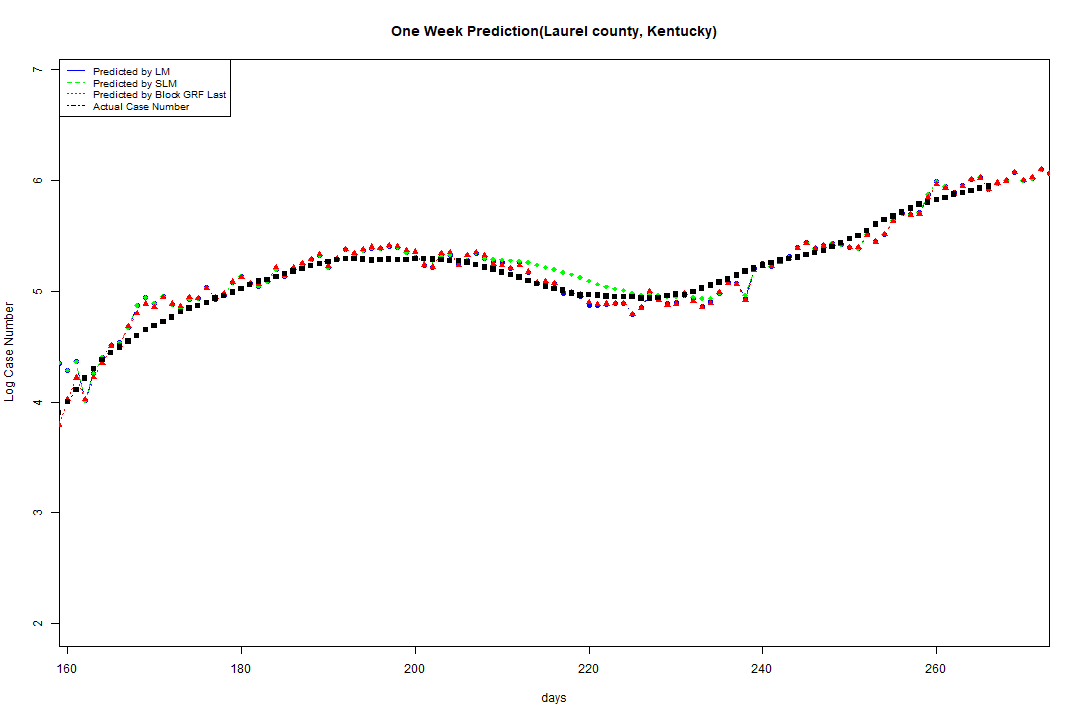 One Week Prediction(Laurel county, Kentucky)
Predicted by LM
Predicted by SLM
Predicted by Block GRF Last
Actual Case Number
7
6
5
4
3
2
Log Case Number
160 180 200 220 240 260
days